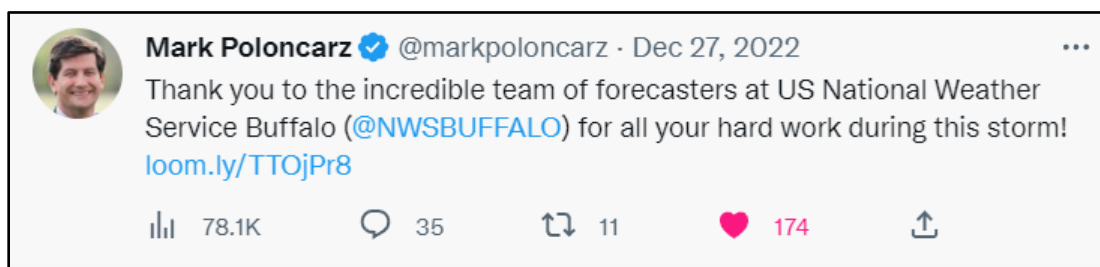 Mark Poloncarz @markpoloncarz · Dec 27, 2022
Thank you to the incredible team of forecasters at US National Weather
Service Buffalo (@NWSBUFFALO) for all your hard work during this storm!
loom.ly/TTOjPr8
78.1K 35 11 174